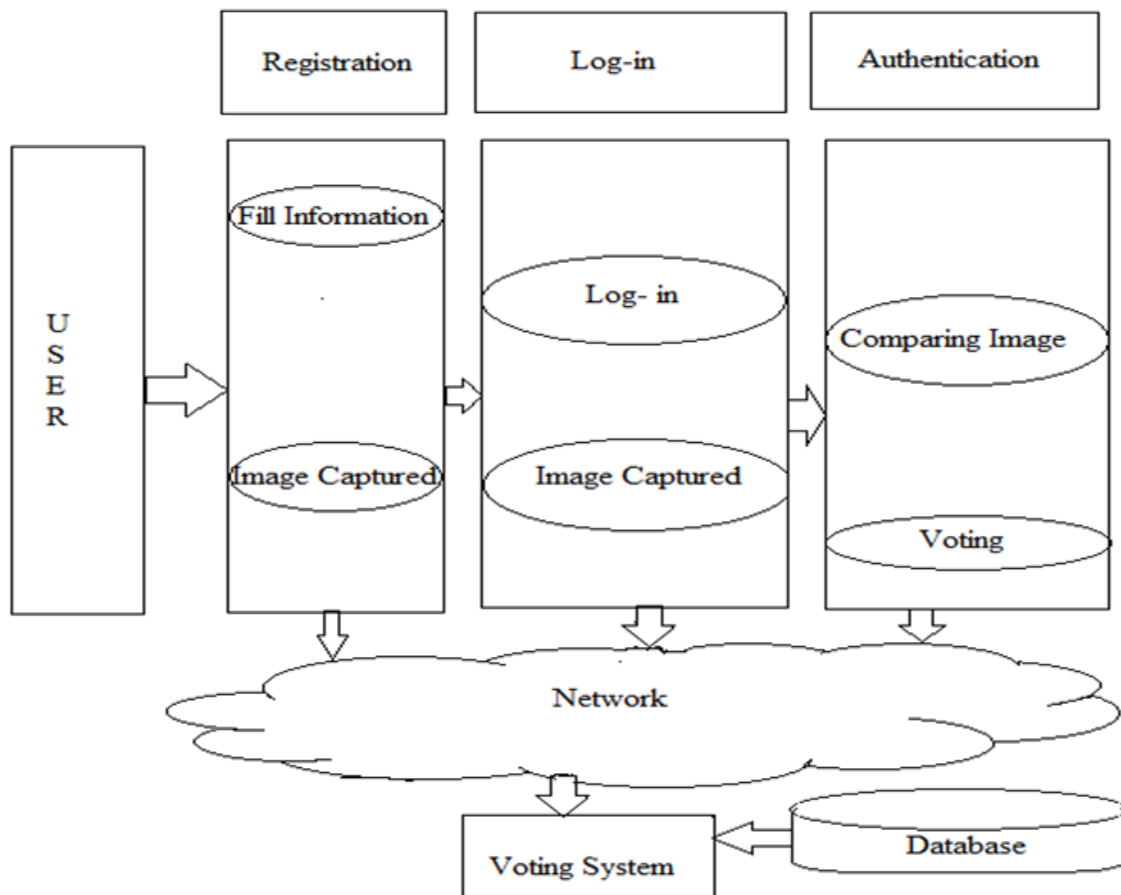 Registration
Log-in
Authentication
USER
Fill Information
Image Captured
Log- in
Image Captured
Comparing Image
Voting
Network
Voting System
Database